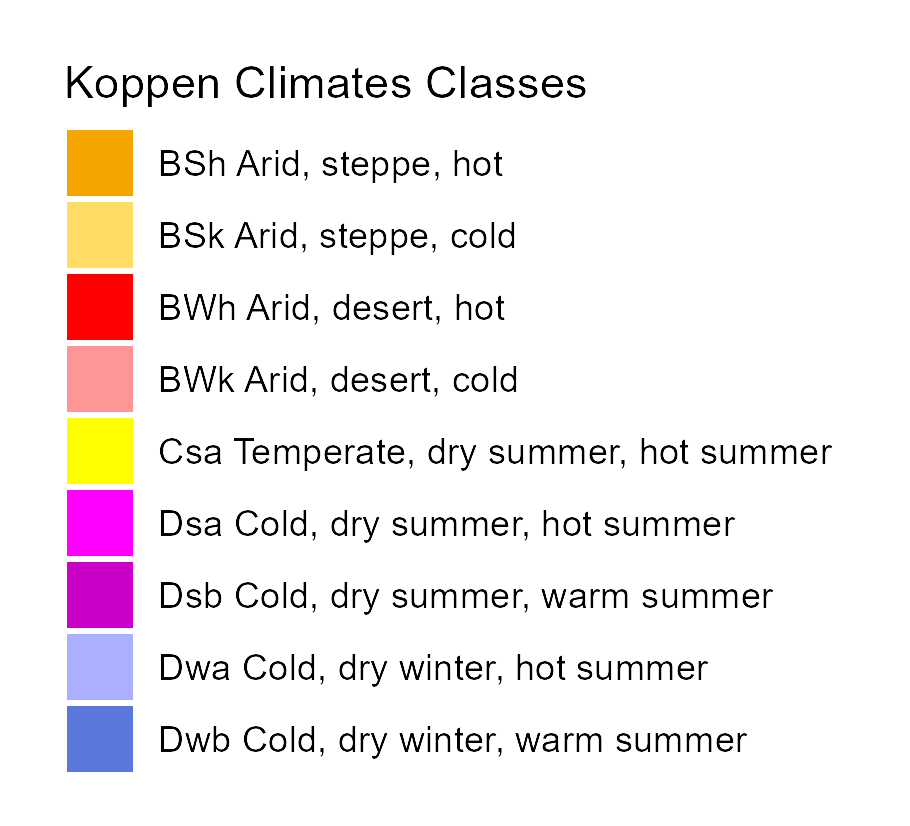 Koppen Climates Classes
BSh Arid, steppe, hot
BSk Arid, steppe, cold
BWh Arid, desert, hot
BWk Arid, desert, cold
Csa Temperate, dry summer, hot summer
Dsa Cold, dry summer, hot summer
Dsb Cold, dry summer, warm summer
Dwa Cold, dry winter, hot summer
Dwb Cold, dry winter, warm summer